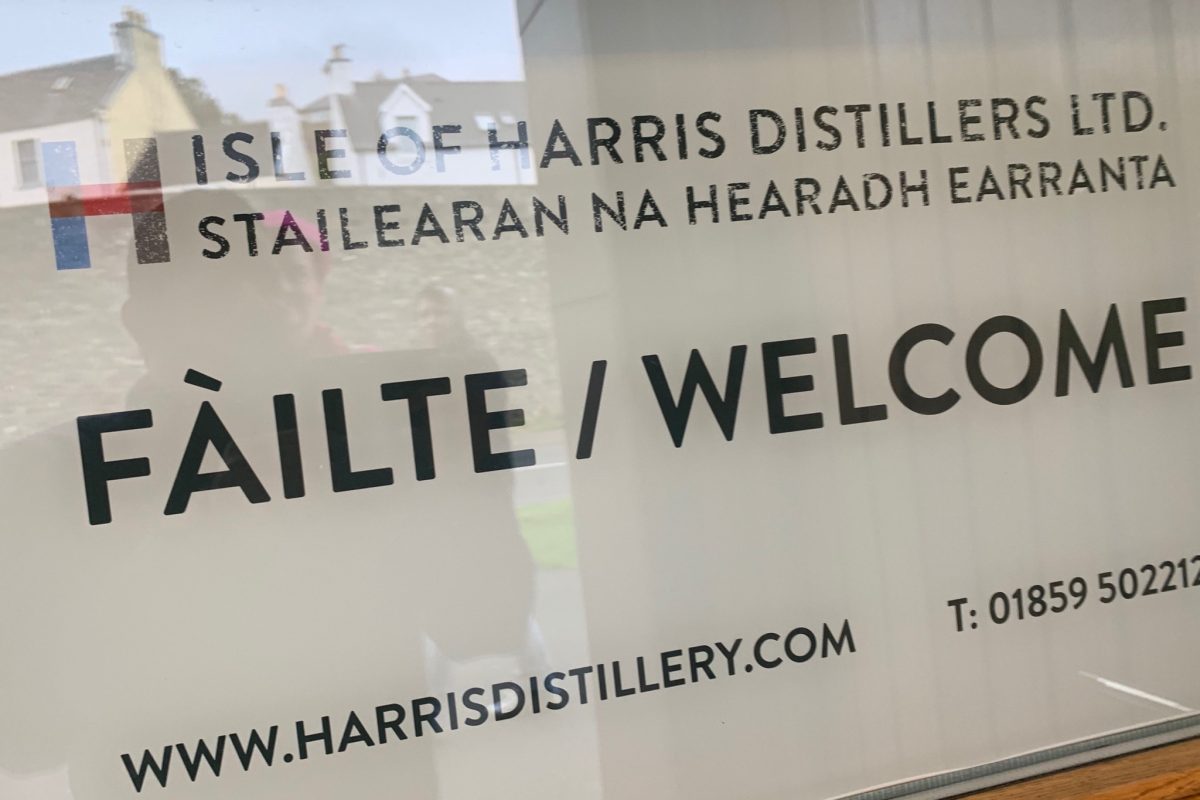 ISLE OF HARRIS DISTILLERS LTD.
STAILEARAN NA HEARADH EARRANTA
FÀILTE / WELCOME
WWW.HARRISDISTILLERY.COM
T: 01859 502212